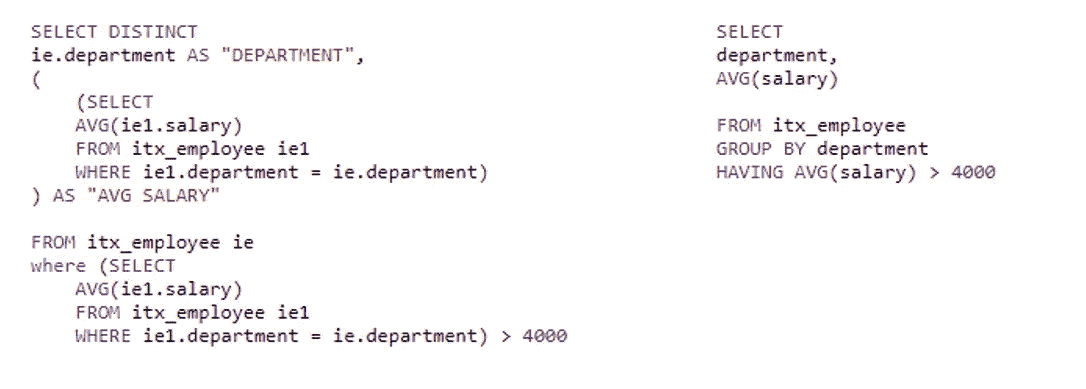 SELECT DISTINCT
ie.department AS "DEPARTMENT",
(
(SELECT
AVG(ie1.salary)
FROM itx_employee ie1
WHERE ie1.department = ie.department)
) AS "AVG SALARY"
FROM itx_employee ie
where (SELECT
AVG(ie1.salary)
FROM itx_employee ie1
WHERE ie1.department = ie.department) > 4000
SELECT
department,
AVG(salary)
FROM itx_employee
GROUP BY department
HAVING AVG(salary) > 4000